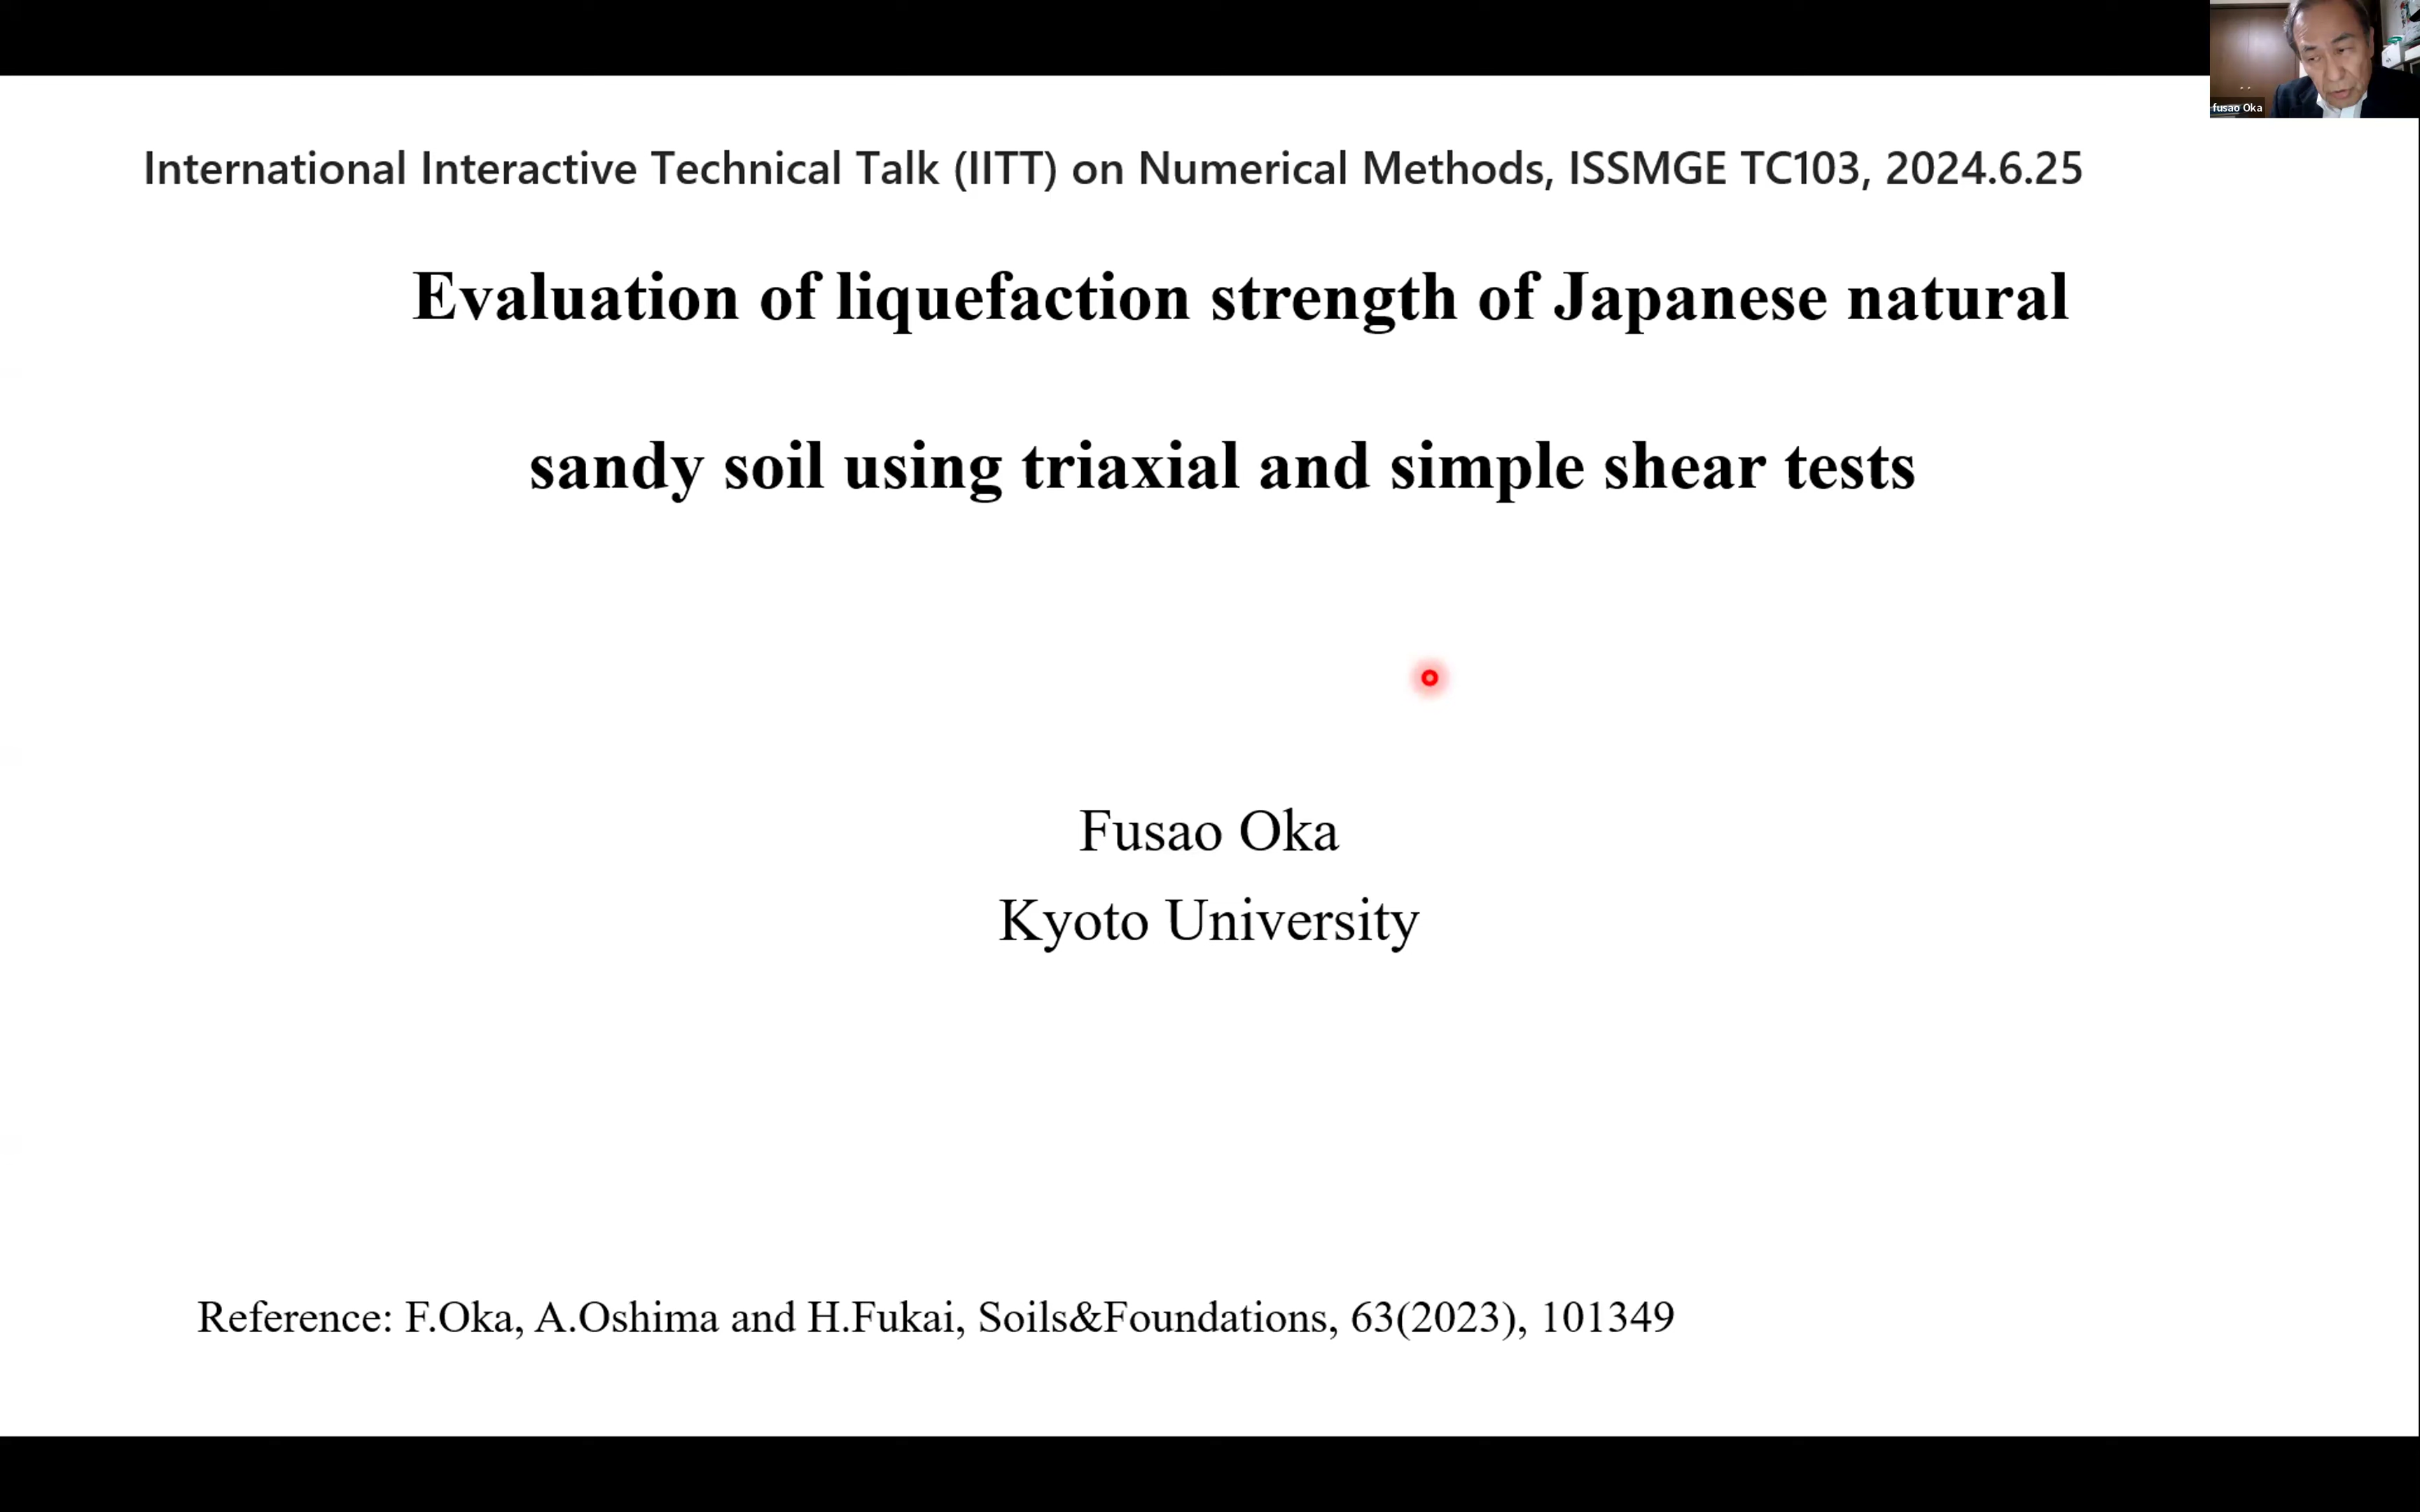 fusao Oka
International Interactive Technical Talk (IITT) on Numerical Methods, ISSMGE TC103, 2024.6.25
Evaluation of liquefaction strength of Japanese natural
sandy soil using triaxial and simple shear tests
Fusao Oka
Kyoto University
Reference: F.Oka, A.Oshima and H.Fukai, Soils&Foundations, 63(2023), 101349